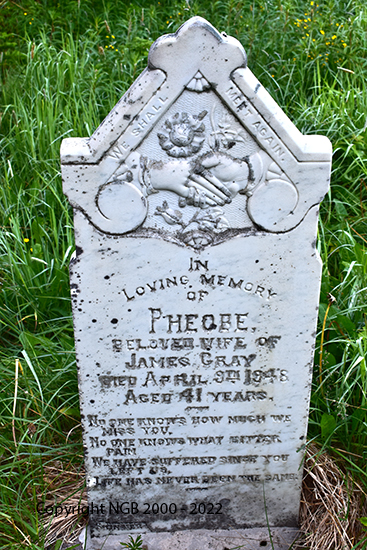 WE SHALL MEET AGAIN.
IN
LOVING MEMORY
OF
PHEOBE,
BELOVED WIFE OF
JAMES GRAY
DIED APRIL 9TH 1948
AGED 41 YEARS.
NO ONE KNOWS HOW MUCH WE
MISS YOU,
NO ONE KNOWS WHAT BITTER
PAIN
WE HAVE SUFFERED SINCE YOU
LEFT US
LIFE HAS NEVER BEEN THE SAME.
Copyright NGB 2000 - 2022